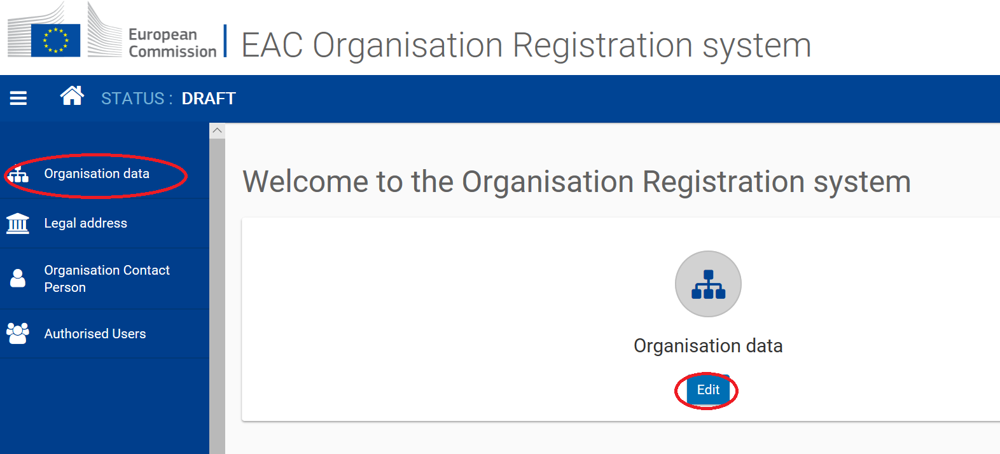 European
Commission
EAC Organisation Registration system
STATUS : DRAFT
Organisation data
Legal address
Organisation Contact
Person
Authorised Users
Welcome to the Organisation Registration system
Organisation data
Edit